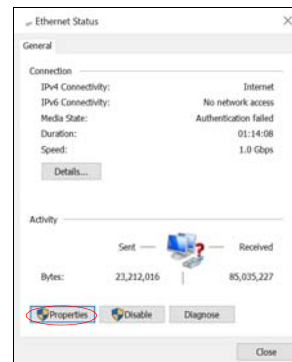 Ethernet Status
General
Connection
IPv4 Connectivity: Internet
IPv6 Connectivity: No network access
Media State: Authentication failed
Duration: 01:14:08
Speed: 1.0 Gbps
Details...
Activity
Sent Received
Bytes: 23,212,016 85,035,227
Properties Disable Diagnose
Close